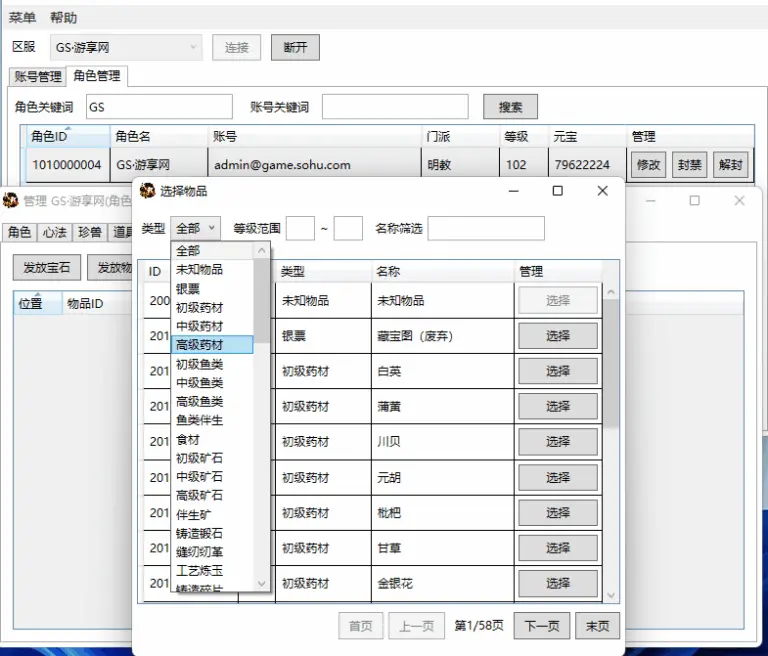 菜单 帮助
区服 GS·游享网 连接 断开
账号管理 角色管理
角色关键词 GS 账号关键词 搜索
角色ID 角色名 账号 门派 等级 元宝 管理
1010000004 GS·游享网 admin@game.sohu.com 明教 102 79622224 修改 封禁 解封
管理 GS·游享网(角色
角色 心法 珍兽
发放宝石
位置 物品ID
选择物品
类型 全部 等级范围 ~ 名称筛选
ID 类型 名称 管理
200 未知物品 未知物品 选择
201 银票 藏宝图（废弃） 选择
201 初级药材 白英 选择
201 初级药材 蒲黄 选择
201 初级药材 川贝 选择
201 初级药材 元胡 选择
201 初级药材 枇杷 选择
201 初级药材 甘草 选择
201 初级药材 金银花 选择
全部
未知物品
银票
初级药材
中级药材
高级药材
初级鱼类
中级鱼类
高级鱼类
鱼类伴生
食材
初级矿石
中级矿石
高级矿石
伴生矿
铸造锻石
缝纫纫革
工艺炼玉
铸造碎片
首页 上一页 第1/58页 下一页 末页